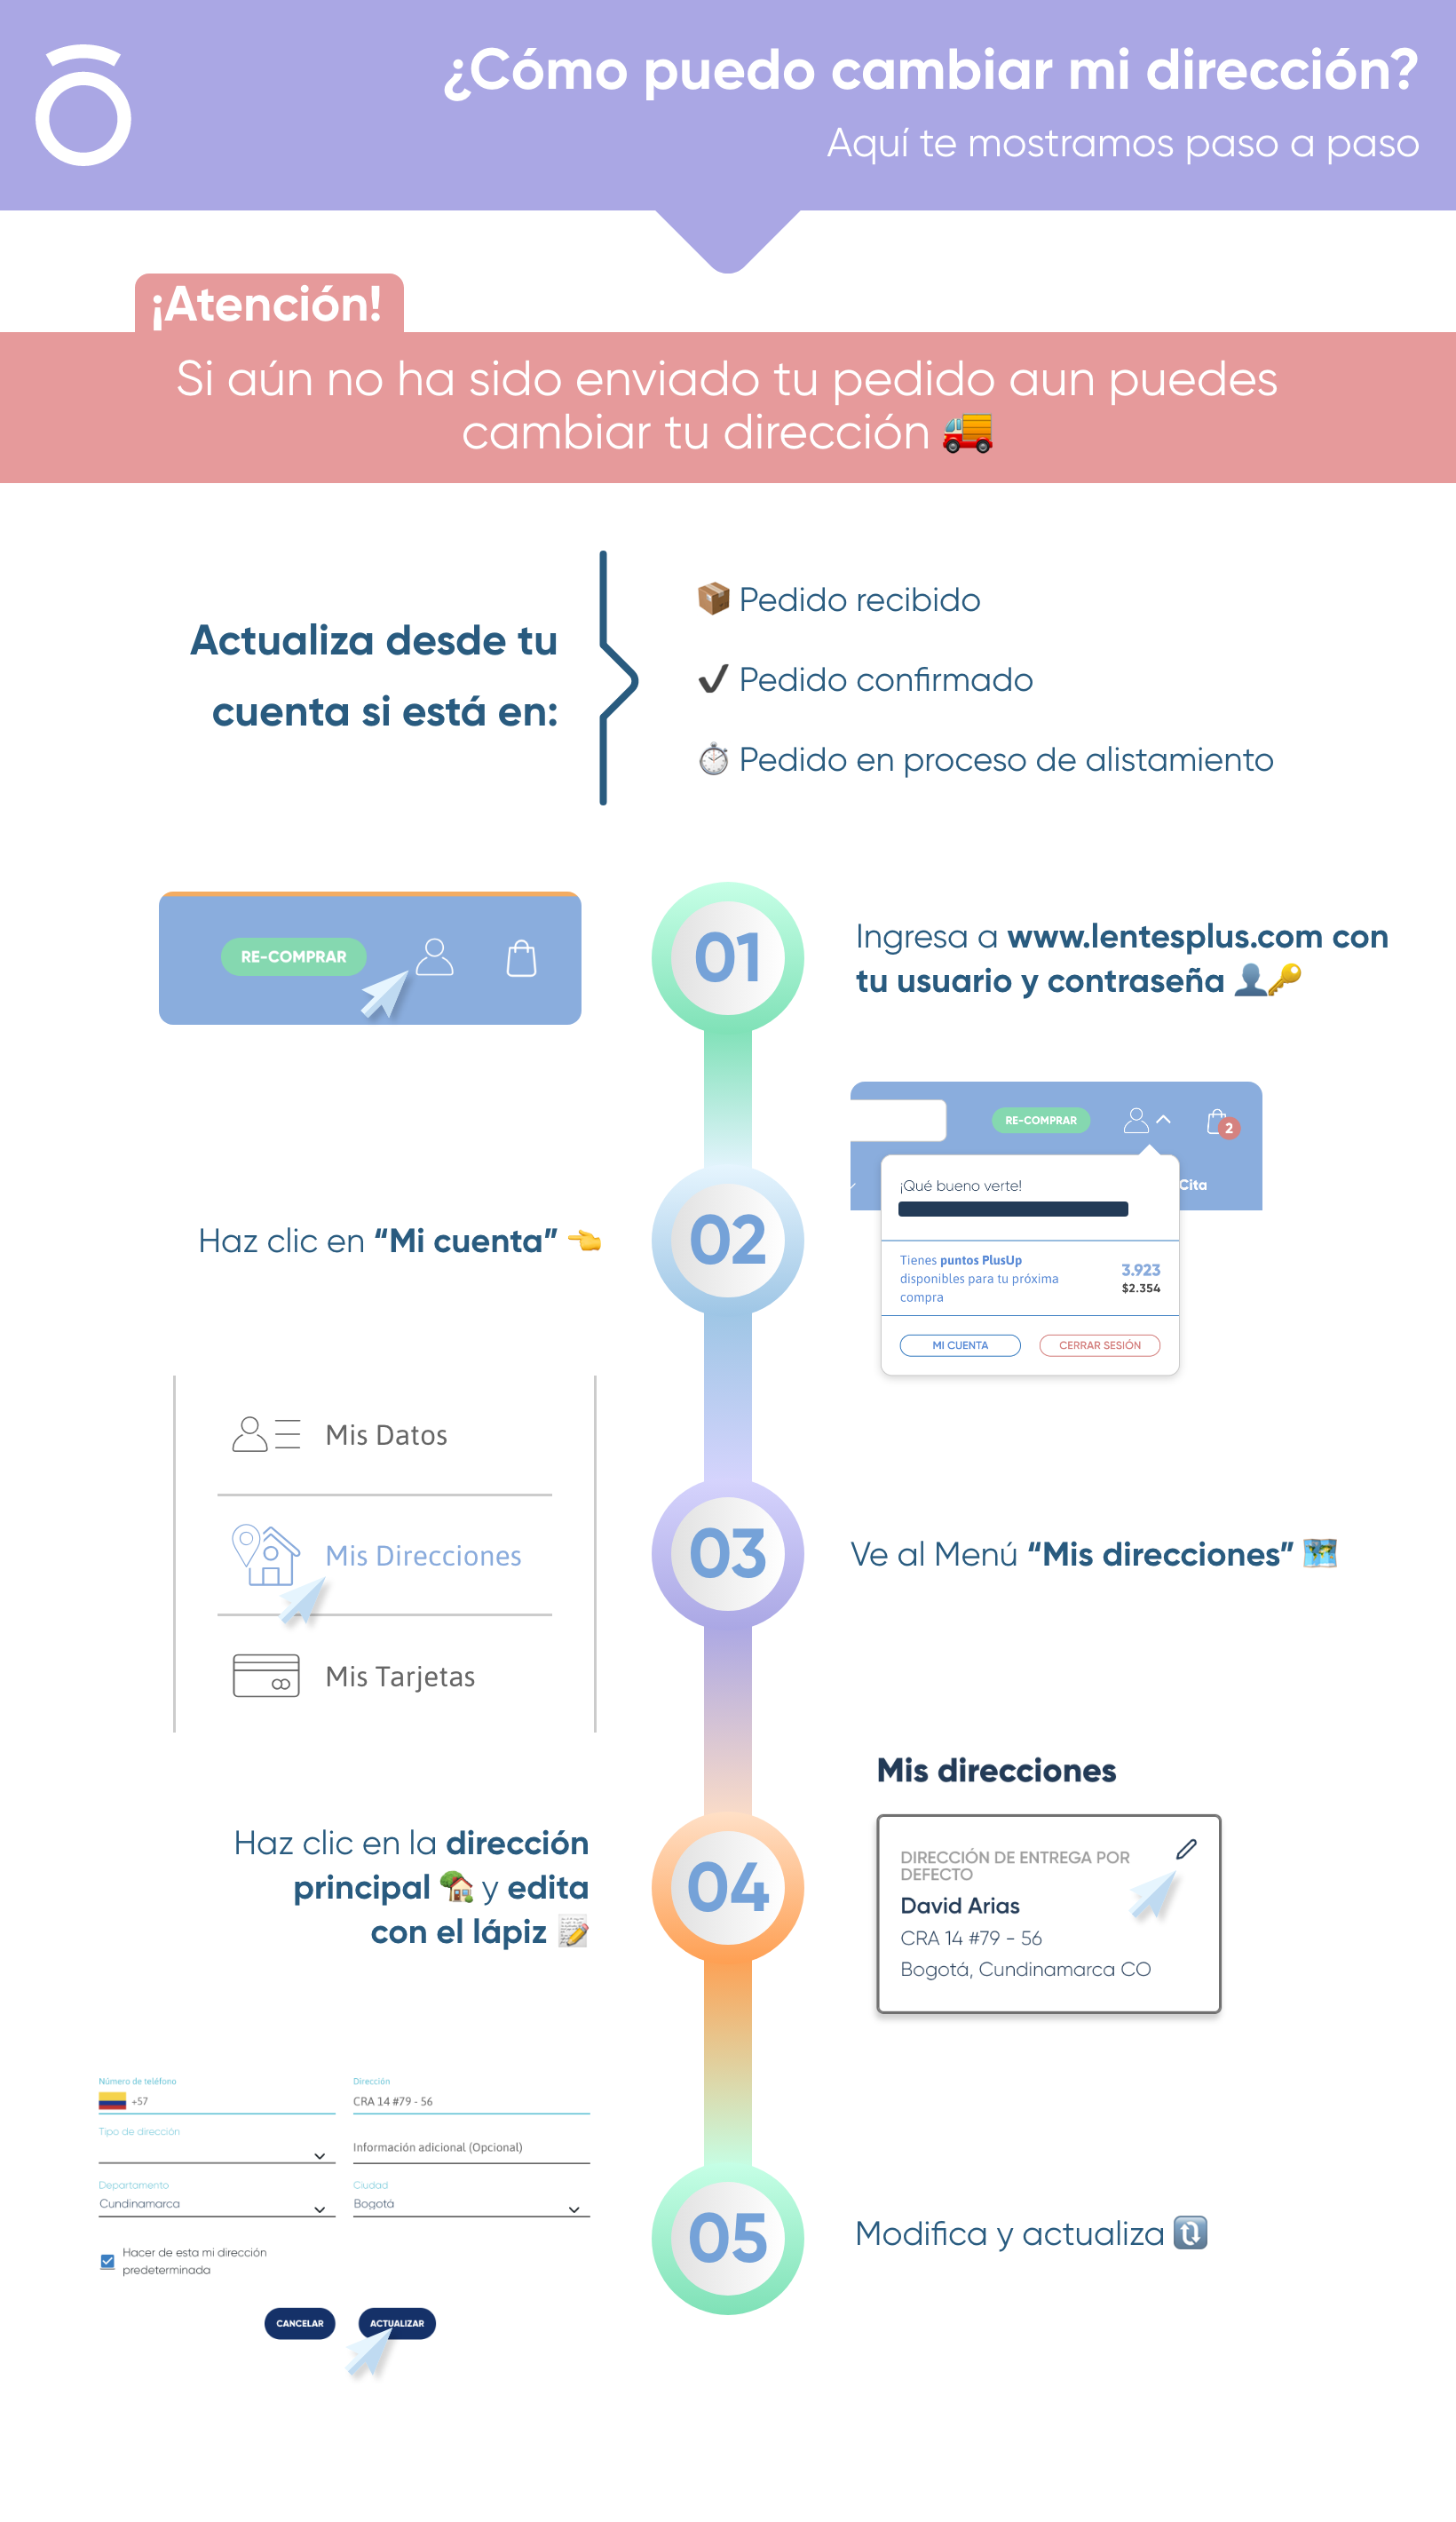 ¿Cómo puedo cambiar mi dirección?
Aquí te mostramos paso a paso
¡Atención!
Si aún no ha sido enviado tu pedido aun puedes
cambiar tu dirección 🚚
Actualiza desde tu
cuenta si está en:
📦 Pedido recibido
✔ Pedido confirmado
⏱ Pedido en proceso de alistamiento
RE-COMPRAR
01
Ingresa a www.lentesplus.com con
tu usuario y contraseña 👤🔑
Haz clic en “Mi cuenta” 👈
02
RE-COMPRAR
2
Cita
¡Qué bueno verte!
Tienes puntos PlusUp
disponibles para tu próxima
compra
3.923
$2.354
MI CUENTA
CERRAR SESIÓN
Mis Datos
Mis Direcciones
Mis Tarjetas
03
Ve al Menú “Mis direcciones” 🗺
Haz clic en la dirección
principal 🏡 y edita
con el lápiz 📝
04
Mis direcciones
DIRECCIÓN DE ENTREGA POR
DEFECTO
David Arias
CRA 14 #79 - 56
Bogotá, Cundinamarca CO
Número de teléfono
+57
Dirección
CRA 14 #79 - 56
Tipo de dirección
Información adicional (Opcional)
Departamento
Cundinamarca
Ciudad
Bogotá
Hacer de esta mi dirección
predeterminada
CANCELAR
ACTUALIZAR
05
Modifica y actualiza 🔃